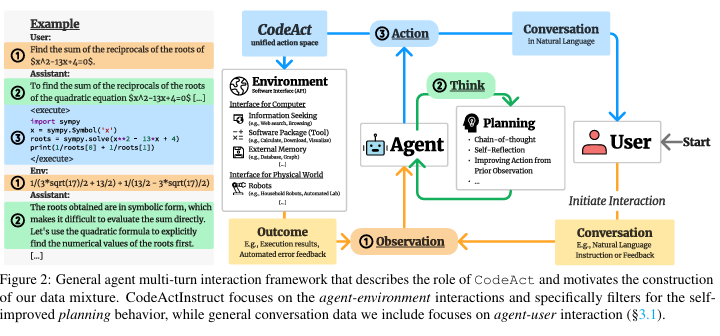 Example
User:
① Find the sum of the reciprocals of the roots of
$x^2-13x+4=0$.
Assistant:
② To find the sum of the reciprocals of the roots
of the quadratic equation $x^2-13x+4=0$ [...]
③ <execute>
import sympy
x = sympy.Symbol('x')
roots = sympy.solve(x**2 - 13*x + 4)
print(1/roots[0] + 1/roots[1])
</execute>
Env:
① 1/(3*sqrt(17)/2 + 13/2) + 1/(13/2 - 3*sqrt(17)/2)
Assistant:
② The roots obtained are in symbolic form, which
makes it difficult to evaluate the sum directly.
Let's use the quadratic formula to explicitly
find the numerical values of the roots first.
[...]
CodeAct
unified action space
③ Action
Conversation
in Natural Language
Environment
Software Interface (API)
Interface for Computer
Information Seeking
(e.g., Web search, Browsing)
Software Package (Tool)
(e.g., Calculate, Download, Visualize)
External Memory
(e.g., Database, Graph)
[...]
Interface for Physical World
Robots
(e.g., Household Robots, Automated Lab)
[...]
Agent
② Think
Planning
• Chain-of-thought
• Self-Reflection
• Improving Action from
Prior Observation
• ...
User
Start
Initiate Interaction
Outcome
E.g., Execution results,
Automated error feedback
① Observation
Conversation
E.g., Natural Language
Instruction or Feedback
Figure 2: General agent multi-turn interaction framework that describes the role of CodeAct and motivates the construction
of our data mixture. CodeActInstruct focuses on the agent-environment interactions and specifically filters for the self-
improved planning behavior, while general conversation data we include focuses on agent-user interaction (§3.1).